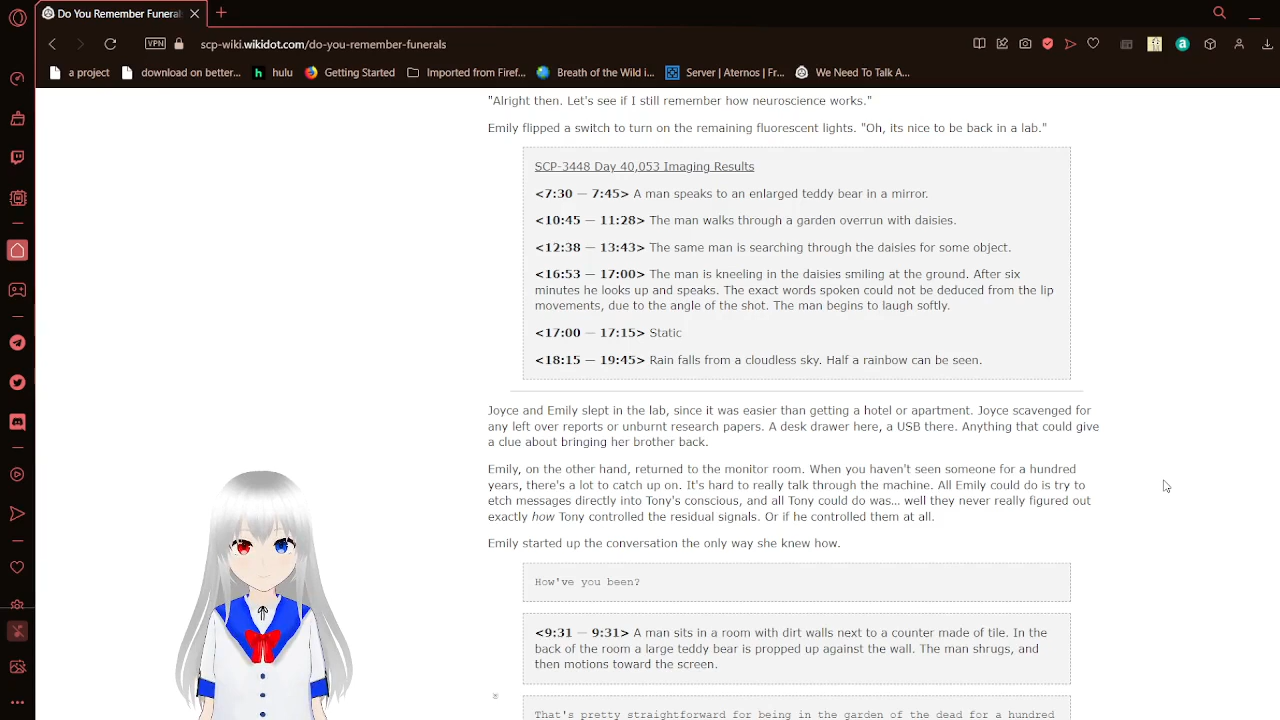 Do You Remember Funerals
VPN
scp-wiki.wikidot.com/do-you-remember-funerals
a project
download on better...
hulu
Getting Started
Imported from Firef...
Breath of the Wild i...
Server | Aternos | Fr...
We Need To Talk A...
"Alright then. Let's see if I still remember how neuroscience works."
Emily flipped a switch to turn on the remaining fluorescent lights. "Oh, its nice to be back in a lab."
SCP-3448 Day 40,053 Imaging Results
<7:30 — 7:45> A man speaks to an enlarged teddy bear in a mirror.
<10:45 — 11:28> The man walks through a garden overrun with daisies.
<12:38 — 13:43> The same man is searching through the daisies for some object.
<16:53 — 17:00> The man is kneeling in the daisies smiling at the ground. After six
minutes he looks up and speaks. The exact words spoken could not be deduced from the lip
movements, due to the angle of the shot. The man begins to laugh softly.
<17:00 — 17:15> Static
<18:15 — 19:45> Rain falls from a cloudless sky. Half a rainbow can be seen.
Joyce and Emily slept in the lab, since it was easier than getting a hotel or apartment. Joyce scavenged for
any left over reports or unburnt research papers. A desk drawer here, a USB there. Anything that could give
a clue about bringing her brother back.
Emily, on the other hand, returned to the monitor room. When you haven't seen someone for a hundred
years, there's a lot to catch up on. It's hard to really talk through the machine. All Emily could do is try to
etch messages directly into Tony's conscious, and all Tony could do was... well they never really figured out
exactly how Tony controlled the residual signals. Or if he controlled them at all.
Emily started up the conversation the only way she knew how.
How've you been?
<9:31 — 9:31> A man sits in a room with dirt walls next to a counter made of tile. In the
back of the room a large teddy bear is propped up against the wall. The man shrugs, and
then motions toward the screen.
That's pretty straightforward for being in the garden of the dead for a hundred